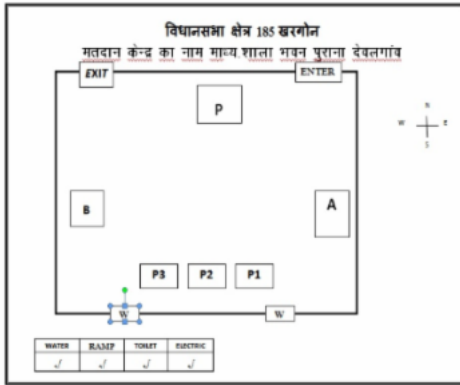 विधानसभा क्षेत्र 185 खरगोन
मतदान केन्द्र का नाम माध्य.शाला भवन पुराना देवलगांव
EXIT
ENTER
P
N
W E
S
B
A
P3 P2 P1
W W
WATER RAMP TOILET ELECTRIC
√ √ √ √